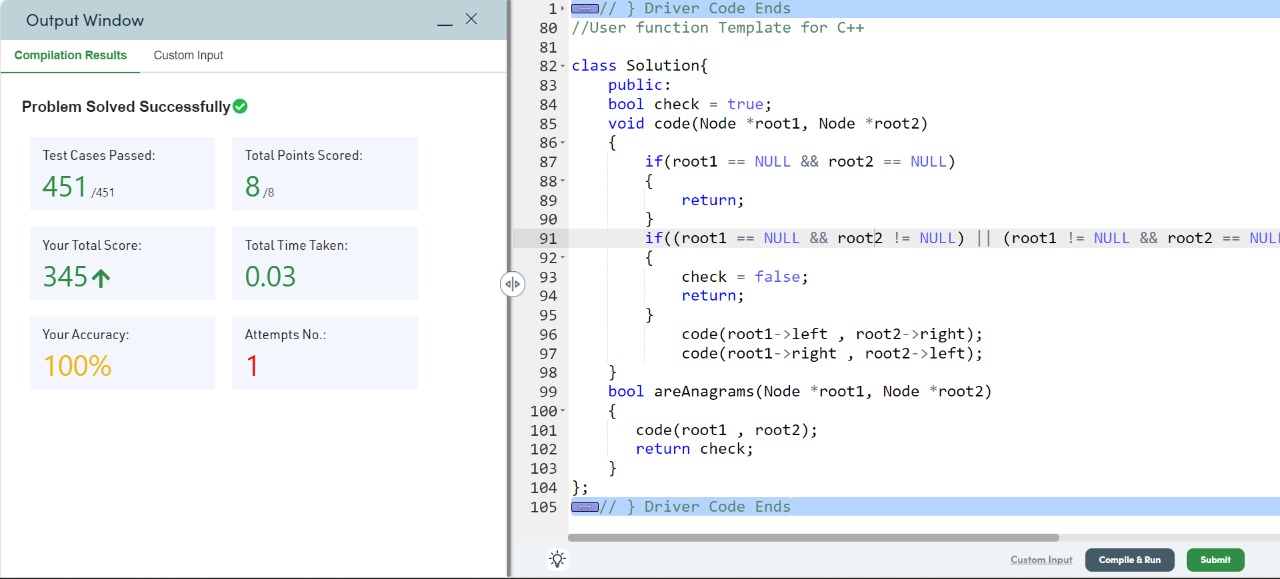 Output Window
Compilation Results Custom Input
Problem Solved Successfully
Test Cases Passed: Total Points Scored:
451 /451 8 /8
Your Total Score: Total Time Taken:
345 0.03
Your Accuracy: Attempts No.:
100% 1
1 // } Driver Code Ends
80 //User function Template for C++
81
82 class Solution{
83 public:
84 bool check = true;
85 void code(Node *root1, Node *root2)
86 {
87 if(root1 == NULL && root2 == NULL)
88 {
89 return;
90 }
91 if((root1 == NULL && root2 != NULL) || (root1 != NULL && root2 == NULL
92 {
93 check = false;
94 return;
95 }
96 code(root1->left , root2->right);
97 code(root1->right , root2->left);
98 }
99 bool areAnagrams(Node *root1, Node *root2)
100 {
101 code(root1 , root2);
102 return check;
103 }
104 };
105 // } Driver Code Ends
Custom Input Compile & Run Submit